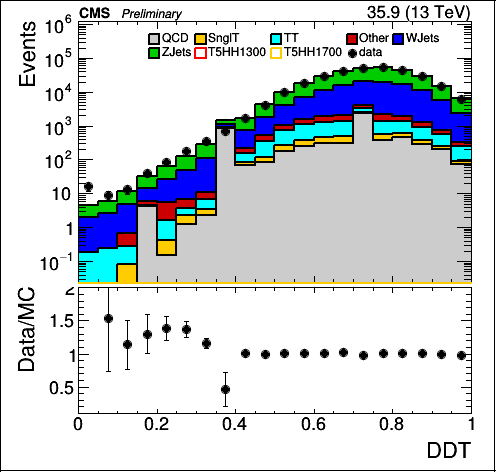 CMS Preliminary 35.9 (13 TeV)
Events
QCD SnglT TT Other WJets
ZJets T5HH1300 T5HH1700 data
10^6
10^5
10^4
10^3
10^2
10
1
10^−1
Data/MC
2
1.5
1
0.5
0 0.2 0.4 0.6 0.8 1
DDT